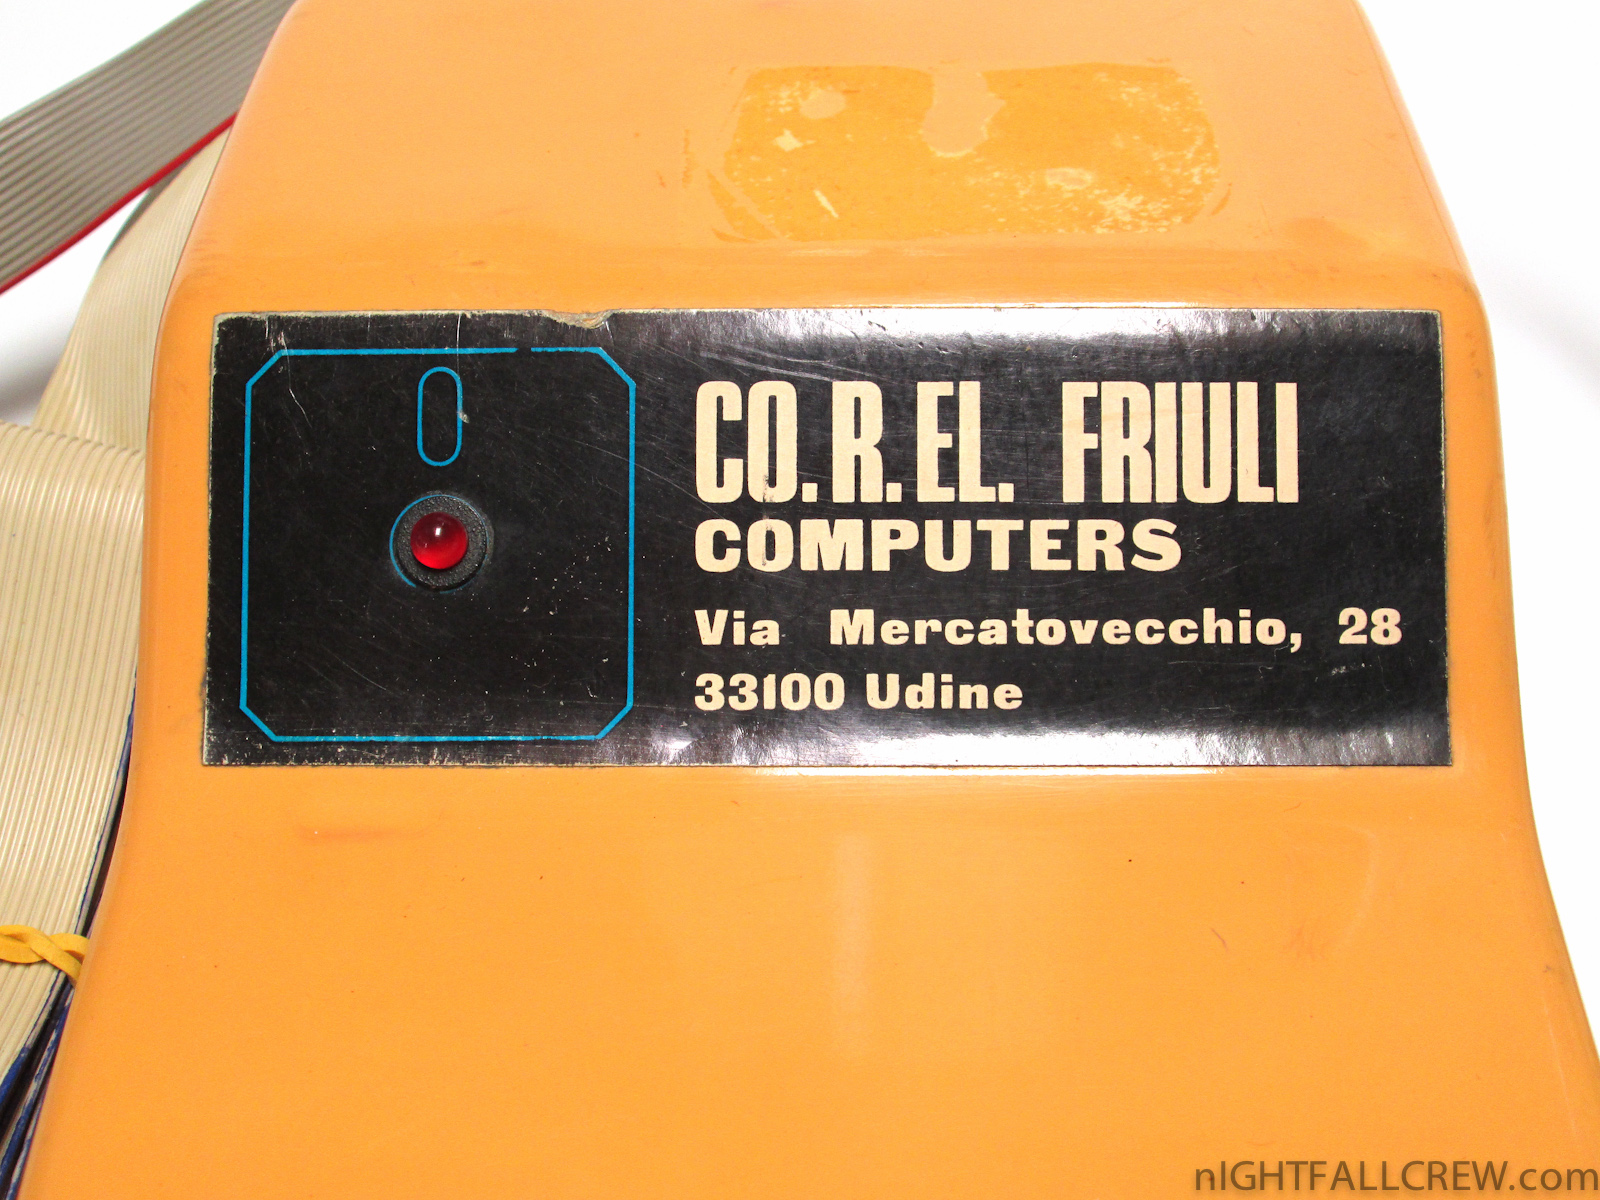 CO. R. EL. FRIULI
COMPUTERS
Via Mercatovecchio, 28
33100 Udine
nIGHTFALLCREW.com